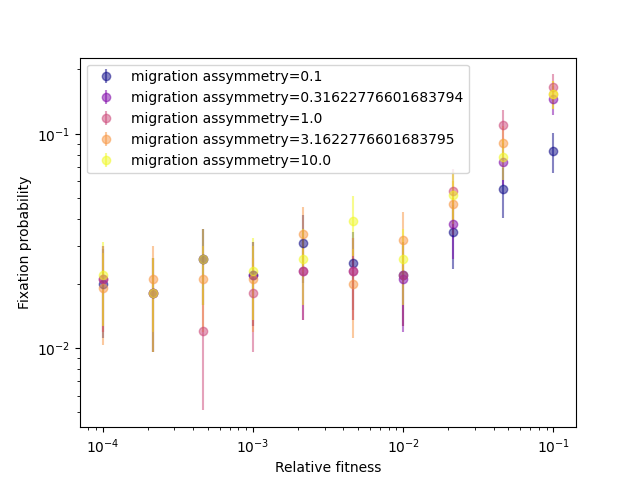 migration assymmetry=0.1
migration assymmetry=0.31622776601683794
migration assymmetry=1.0
migration assymmetry=3.1622776601683795
migration assymmetry=10.0
Fixation probability
10⁻¹
10⁻²
10⁻⁴
10⁻³
10⁻²
10⁻¹
Relative fitness